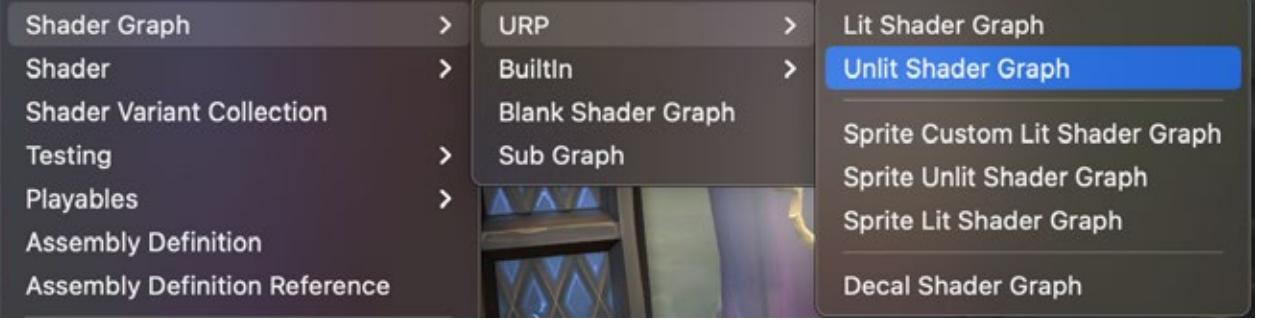 Shader Graph
Shader
Shader Variant Collection
Testing
Playables
Assembly Definition
Assembly Definition Reference
URP
BuiltIn
Blank Shader Graph
Sub Graph
Lit Shader Graph
Unlit Shader Graph
Sprite Custom Lit Shader Graph
Sprite Unlit Shader Graph
Sprite Lit Shader Graph
Decal Shader Graph